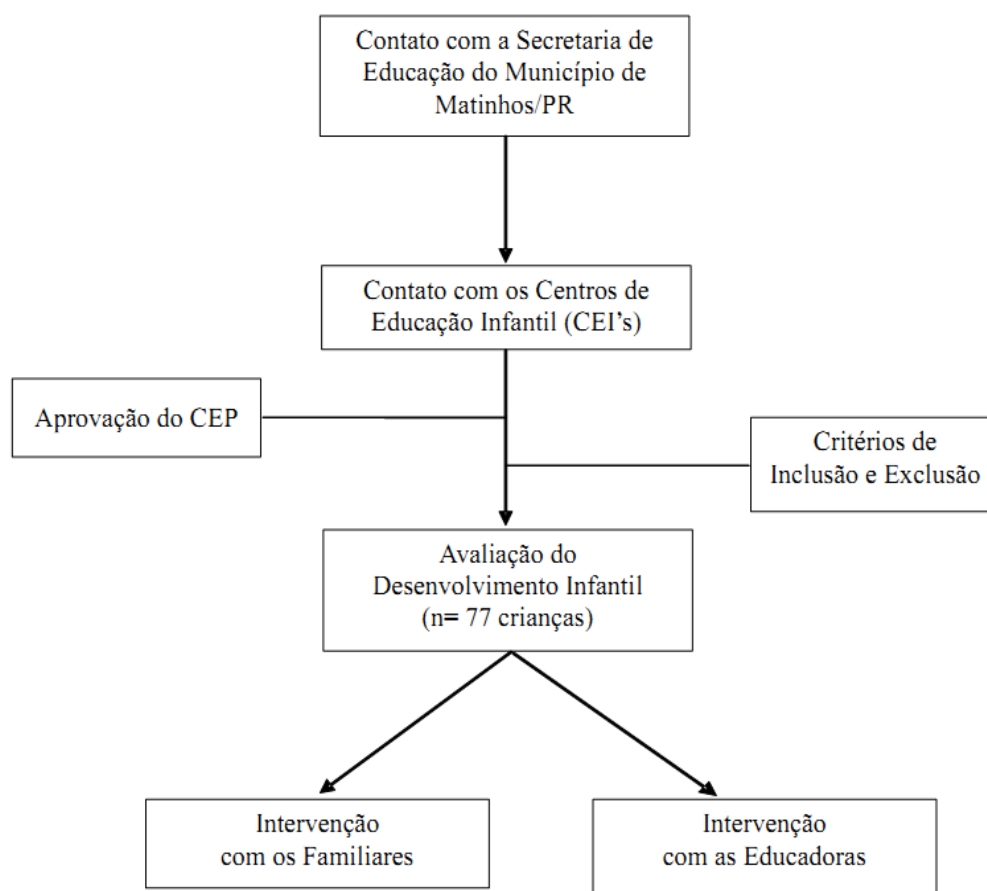 Contato com a Secretaria de
Educação do Município de
Matinhos/PR
Contato com os Centros de
Educação Infantil (CEI’s)
Aprovação do CEP
Critérios de
Inclusão e Exclusão
Avaliação do
Desenvolvimento Infantil
(n= 77 crianças)
Intervenção
com os Familiares
Intervenção
com as Educadoras